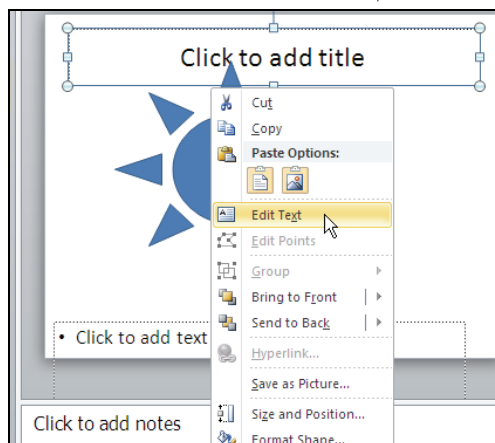 Click to add title
Cut
Copy
Paste Options:
Edit Text
Edit Points
Group
Bring to Front
Send to Back
Click to add text
Hyperlink...
Save as Picture...
Size and Position...
Click to add notes
Format Shape...